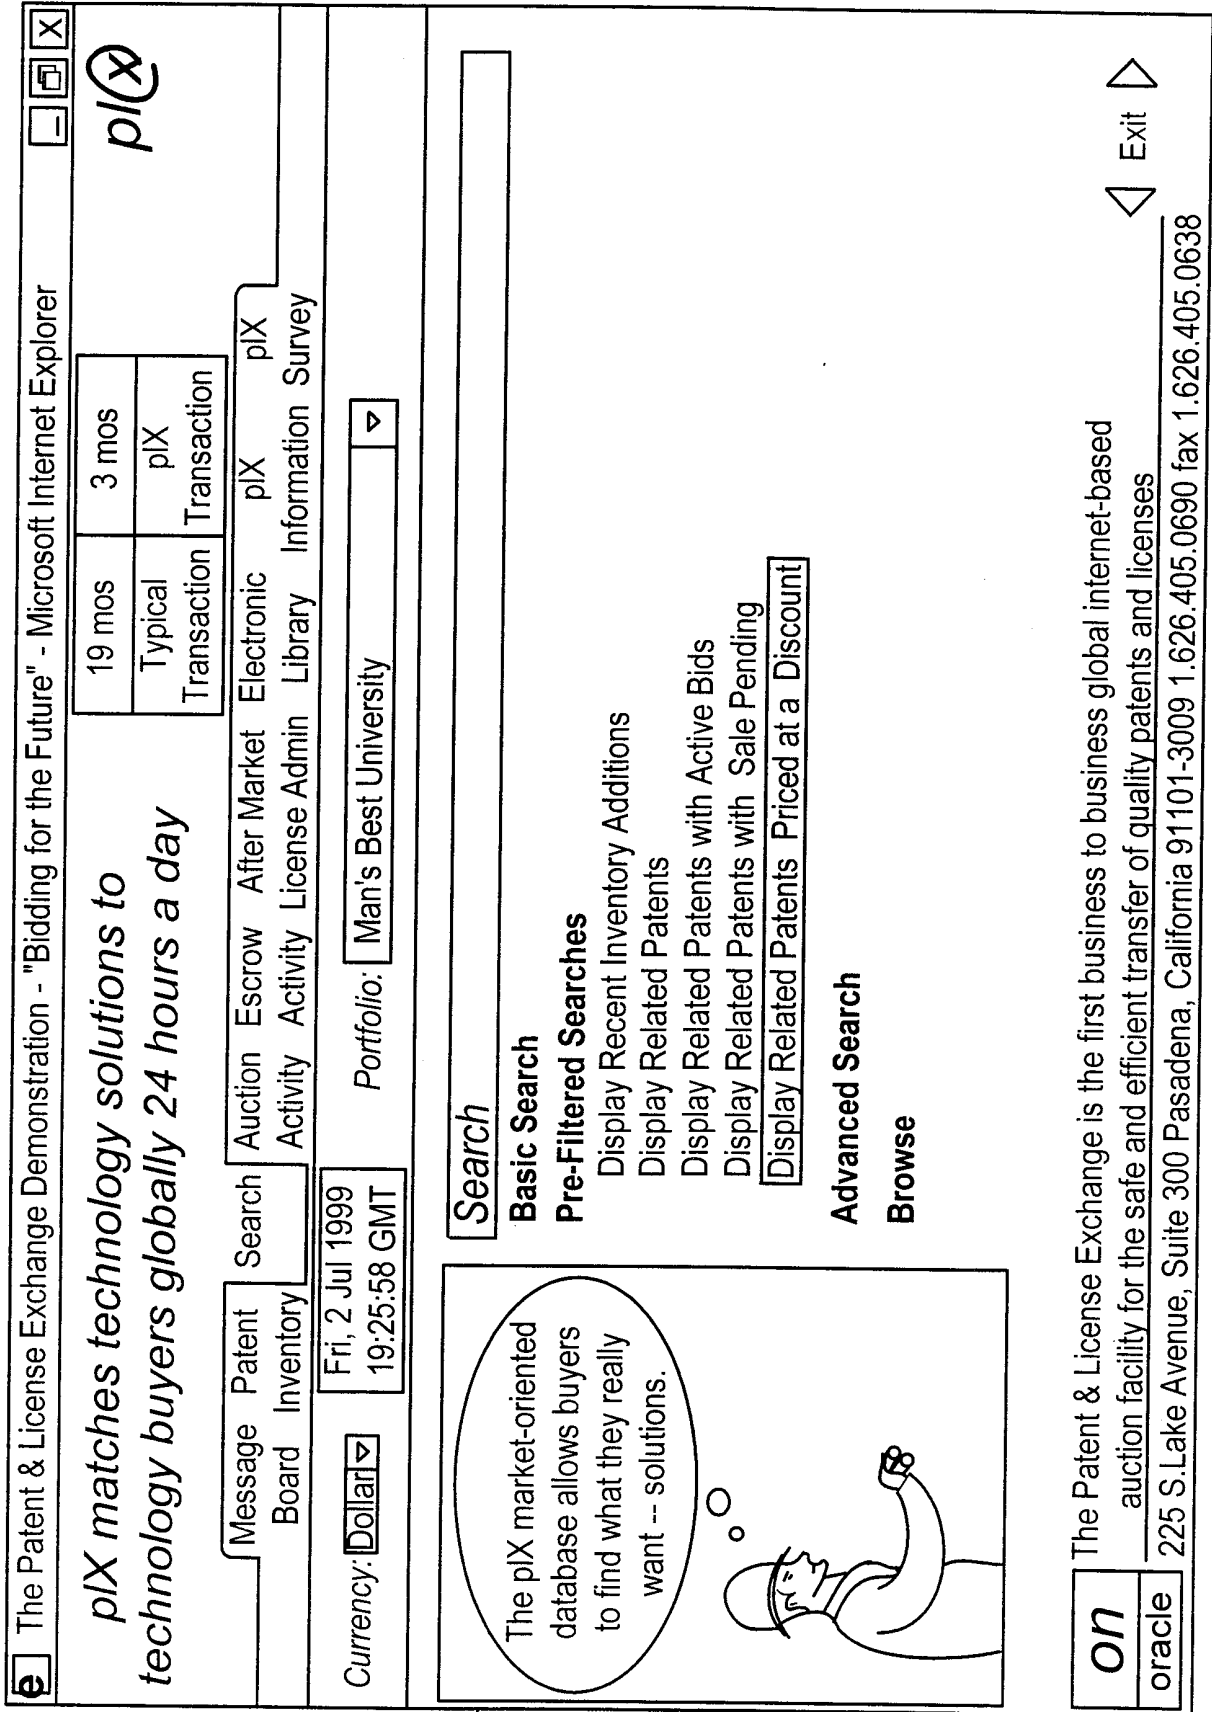 e The Patent & License Exchange Demonstration - "Bidding for the Future" - Microsoft Internet Explorer _ X
plX matches technology solutions to
technology buyers globally 24 hours a day
19 mos 3 mos
Typical plX
Transaction Transaction
plx
Message Patent Search Auction Escrow After Market Electronic plX plX
Board Inventory Activity Activity License Admin Library Information Survey
Currency: Dollar
Fri, 2 Jul 1999
19:25:58 GMT
Portfolio: Man's Best University
The plX market-oriented
database allows buyers
to find what they really
want -- solutions.
Search
Basic Search
Pre-Filtered Searches
Display Recent Inventory Additions
Display Related Patents
Display Related Patents with Active Bids
Display Related Patents with Sale Pending
Display Related Patents Priced at a Discount
Advanced Search
Browse
on
oracle
The Patent & License Exchange is the first business to business global internet-based
auction facility for the safe and efficient transfer of quality patents and licenses
225 S.Lake Avenue, Suite 300 Pasadena, California 91101-3009 1.626.405.0690 fax 1.626.405.0638
Exit